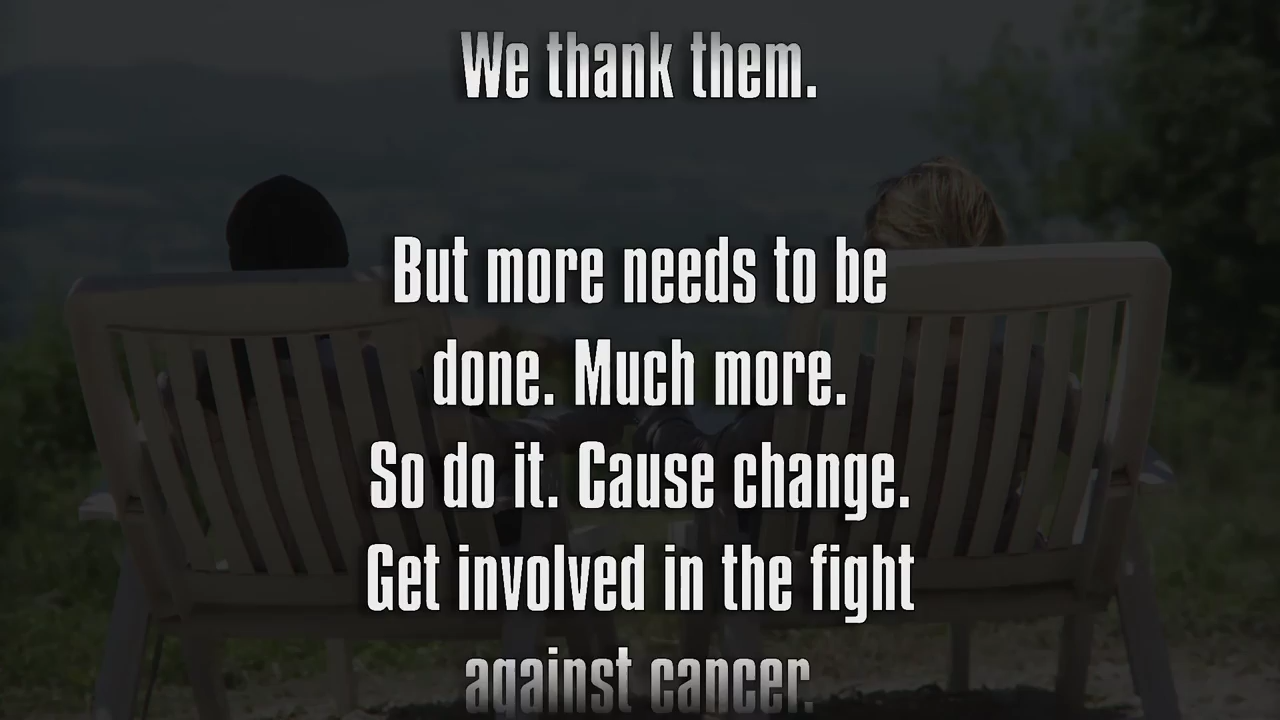 We thank them.
But more needs to be
done. Much more.
So do it. Cause change.
Get involved in the fight
against cancer.